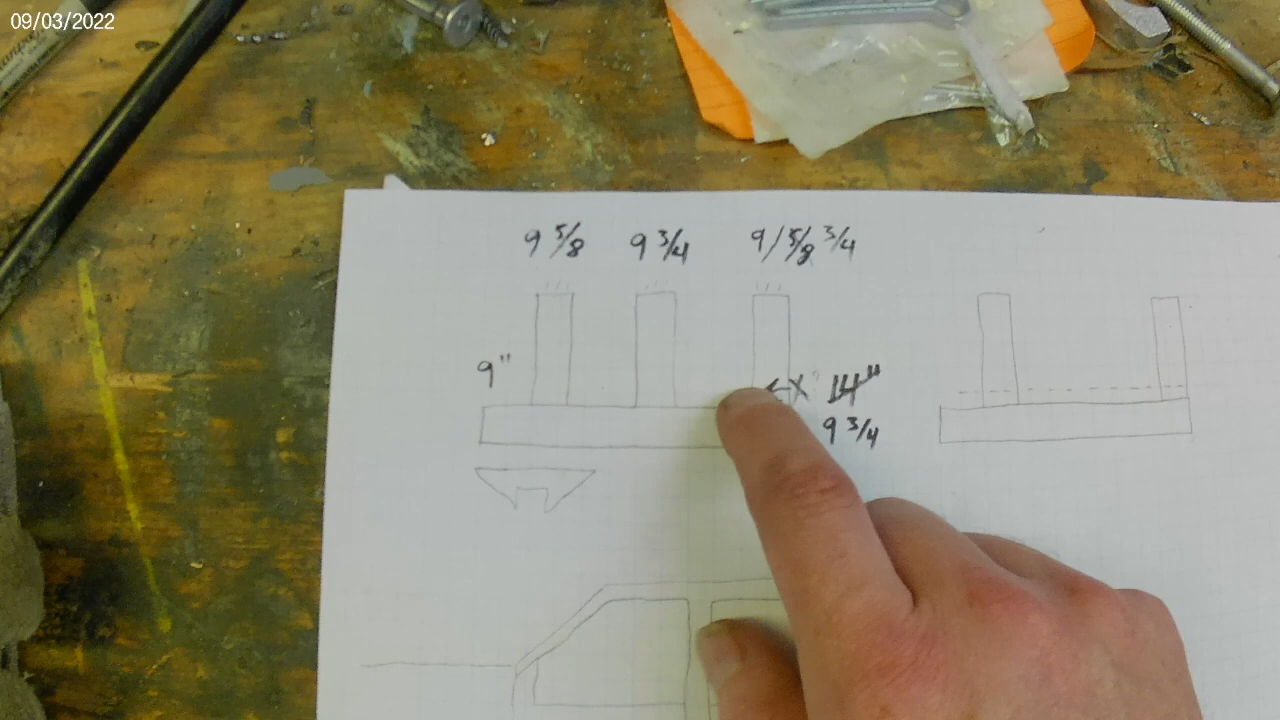 09/03/2022
9 5/8 9 3/4 9/5/8 3/4
9"
←X 14"
9 3/4